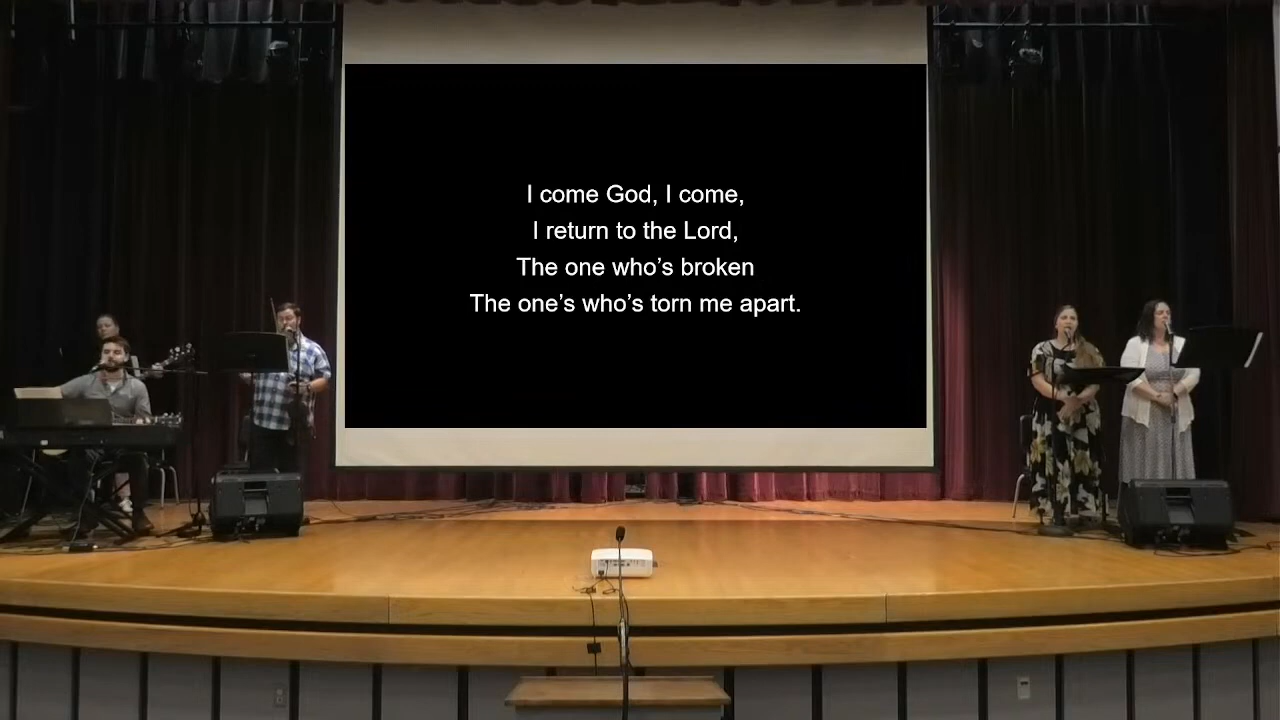 I come God, I come,
I return to the Lord,
The one who’s broken
The one’s who’s torn me apart.